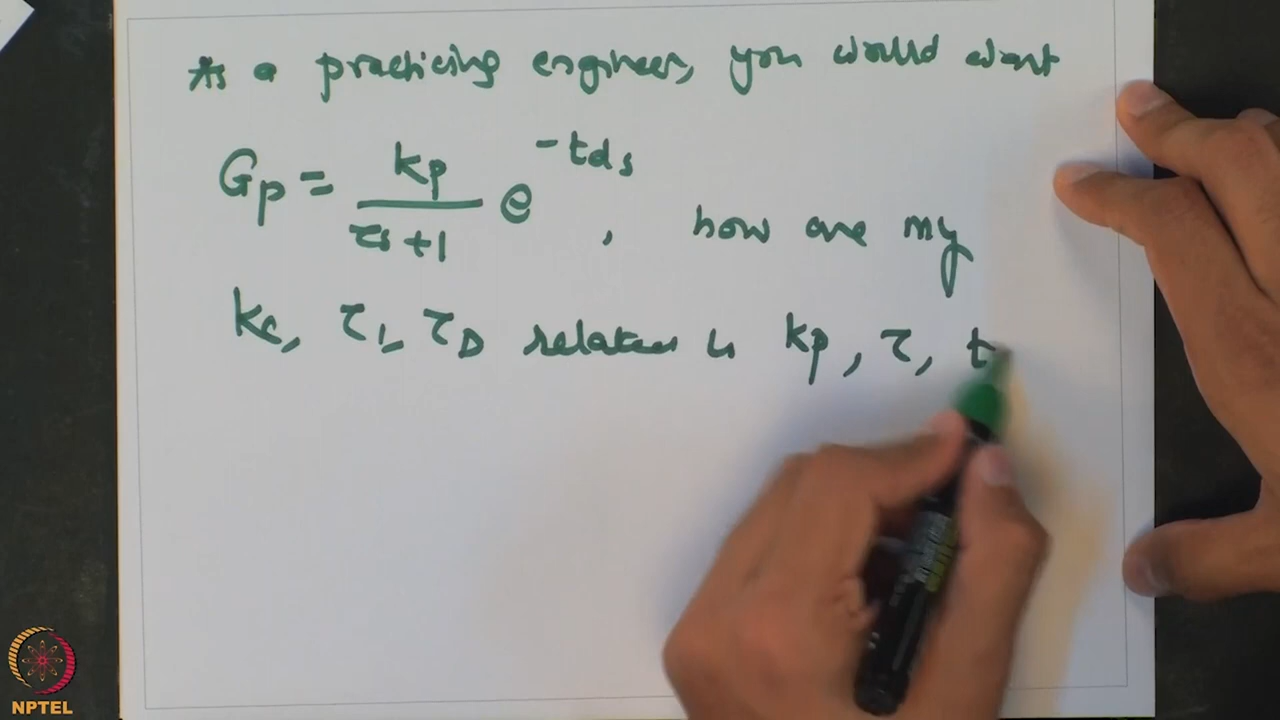 As a practicing engineer, you would want
Gp = kp / τs+1 e^-tds , how are my
kc, τI, τD related to kp, τ, t
NPTEL